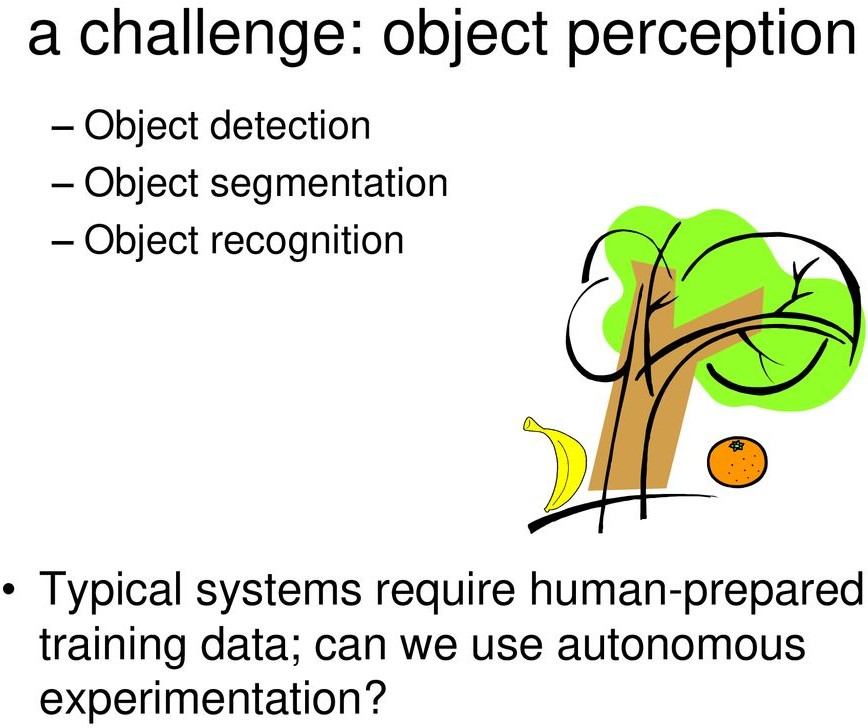 a challenge: object perception
– Object detection
– Object segmentation
– Object recognition
• Typical systems require human-prepared
training data; can we use autonomous
experimentation?